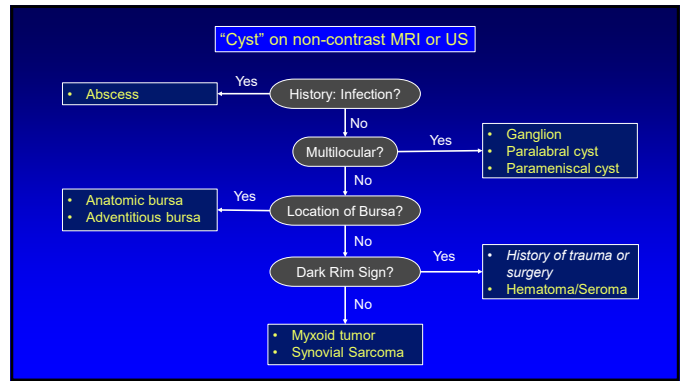 “Cyst” on non-contrast MRI or US
Yes
• Abscess
History: Infection?
No
Yes
Multilocular?
• Ganglion
• Paralabral cyst
• Parameniscal cyst
No
Yes
• Anatomic bursa
• Adventitious bursa
Location of Bursa?
No
Yes
Dark Rim Sign?
• History of trauma or
surgery
• Hematoma/Seroma
No
• Myxoid tumor
• Synovial Sarcoma